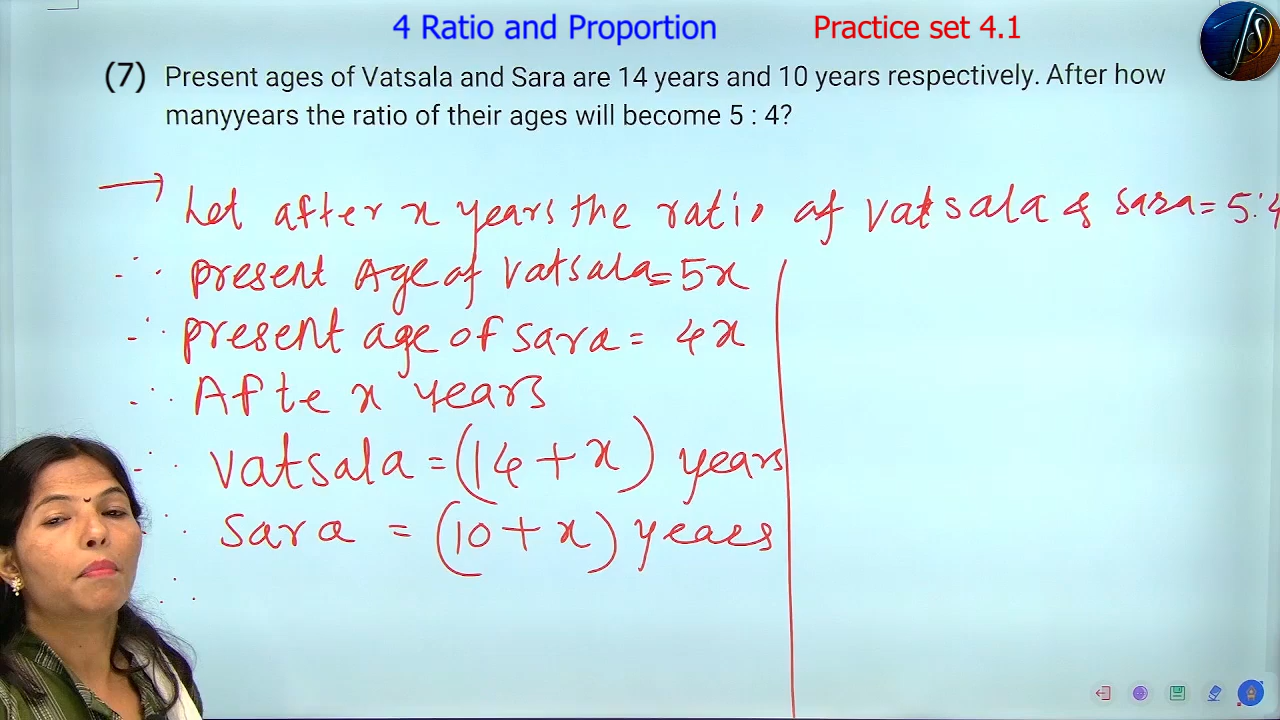 4 Ratio and Proportion Practice set 4.1
(7) Present ages of Vatsala and Sara are 14 years and 10 years respectively. After how
manyyears the ratio of their ages will become 5 : 4?
→ Let after x years the ratio of vatsala & sara = 5:4
∴ present Age of vatsala = 5x
∴ present age of sara = 4x
∴ Afte x years
∴ vatsala = (14 + x) years
∴ sara = (10 + x) years
∴